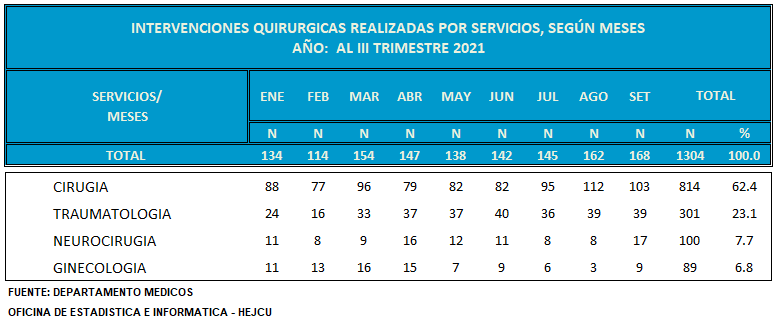 INTERVENCIONES QUIRURGICAS REALIZADAS POR SERVICIOS, SEGÚN MESES
AÑO: AL III TRIMESTRE 2021
SERVICIOS/ MESES ENE FEB MAR ABR MAY JUN JUL AGO SET TOTAL
N N N N N N N N N N %
TOTAL 134 114 154 147 138 142 145 162 168 1304 100.0
CIRUGIA 88 77 96 79 82 82 95 112 103 814 62.4
TRAUMATOLOGIA 24 16 33 37 37 40 36 39 39 301 23.1
NEUROCIRUGIA 11 8 9 16 12 11 8 8 17 100 7.7
GINECOLOGIA 11 13 16 15 7 9 6 3 9 89 6.8
FUENTE: DEPARTAMENTO MEDICOS
OFICINA DE ESTADISTICA E INFORMATICA - HEJCU